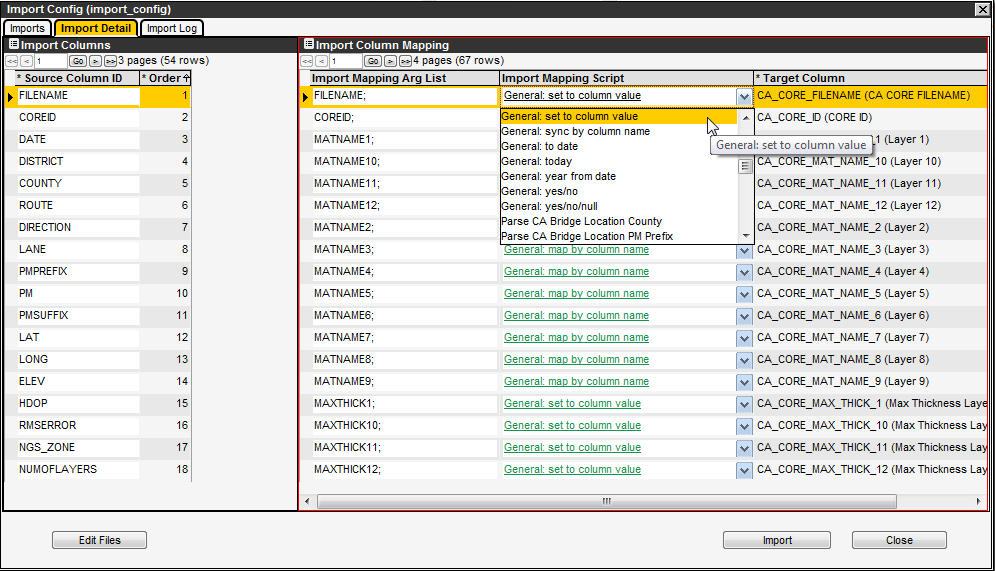 Import Config (import_config)
Imports Import Detail Import Log
Import Columns
<< < 1 Go > >> 3 pages (54 rows)
* Source Column ID * Order
FILENAME 1
COREID 2
DATE 3
DISTRICT 4
COUNTY 5
ROUTE 6
DIRECTION 7
LANE 8
PMPREFIX 9
PM 10
PMSUFFIX 11
LAT 12
LONG 13
ELEV 14
HDOP 15
RMSERROR 16
NGS_ZONE 17
NUMOFLAYERS 18
Import Column Mapping
<< < 1 Go > >> 4 pages (67 rows)
Import Mapping Arg List Import Mapping Script * Target Column
FILENAME; General: set to column value CA_CORE_FILENAME (CA CORE FILENAME)
COREID; CA_CORE_ID (CORE ID)
MATNAME1; _1 (Layer 1)
MATNAME10; CA_CORE_MAT_NAME_10 (Layer 10)
MATNAME11; CA_CORE_MAT_NAME_11 (Layer 11)
MATNAME12; CA_CORE_MAT_NAME_12 (Layer 12)
MATNAME2; CA_CORE_MAT_NAME_2 (Layer 2)
MATNAME3; General: map by column name CA_CORE_MAT_NAME_3 (Layer 3)
MATNAME4; General: map by column name CA_CORE_MAT_NAME_4 (Layer 4)
MATNAME5; General: map by column name CA_CORE_MAT_NAME_5 (Layer 5)
MATNAME6; General: map by column name CA_CORE_MAT_NAME_6 (Layer 6)
MATNAME7; General: map by column name CA_CORE_MAT_NAME_7 (Layer 7)
MATNAME8; General: map by column name CA_CORE_MAT_NAME_8 (Layer 8)
MATNAME9; General: map by column name CA_CORE_MAT_NAME_9 (Layer 9)
MAXTHICK1; General: set to column value CA_CORE_MAX_THICK_1 (Max Thickness Laye
MAXTHICK10; General: set to column value CA_CORE_MAX_THICK_10 (Max Thickness Lay
MAXTHICK11; General: set to column value CA_CORE_MAX_THICK_11 (Max Thickness Lay
MAXTHICK12; General: set to column value CA_CORE_MAX_THICK_12 (Max Thickness Lay
General: set to column value
General: sync by column name
General: to date
General: today
General: year from date
General: yes/no
General: yes/no/null
Parse CA Bridge Location County
Parse CA Bridge Location PM Prefix
General: set to column value
Edit Files Import Close